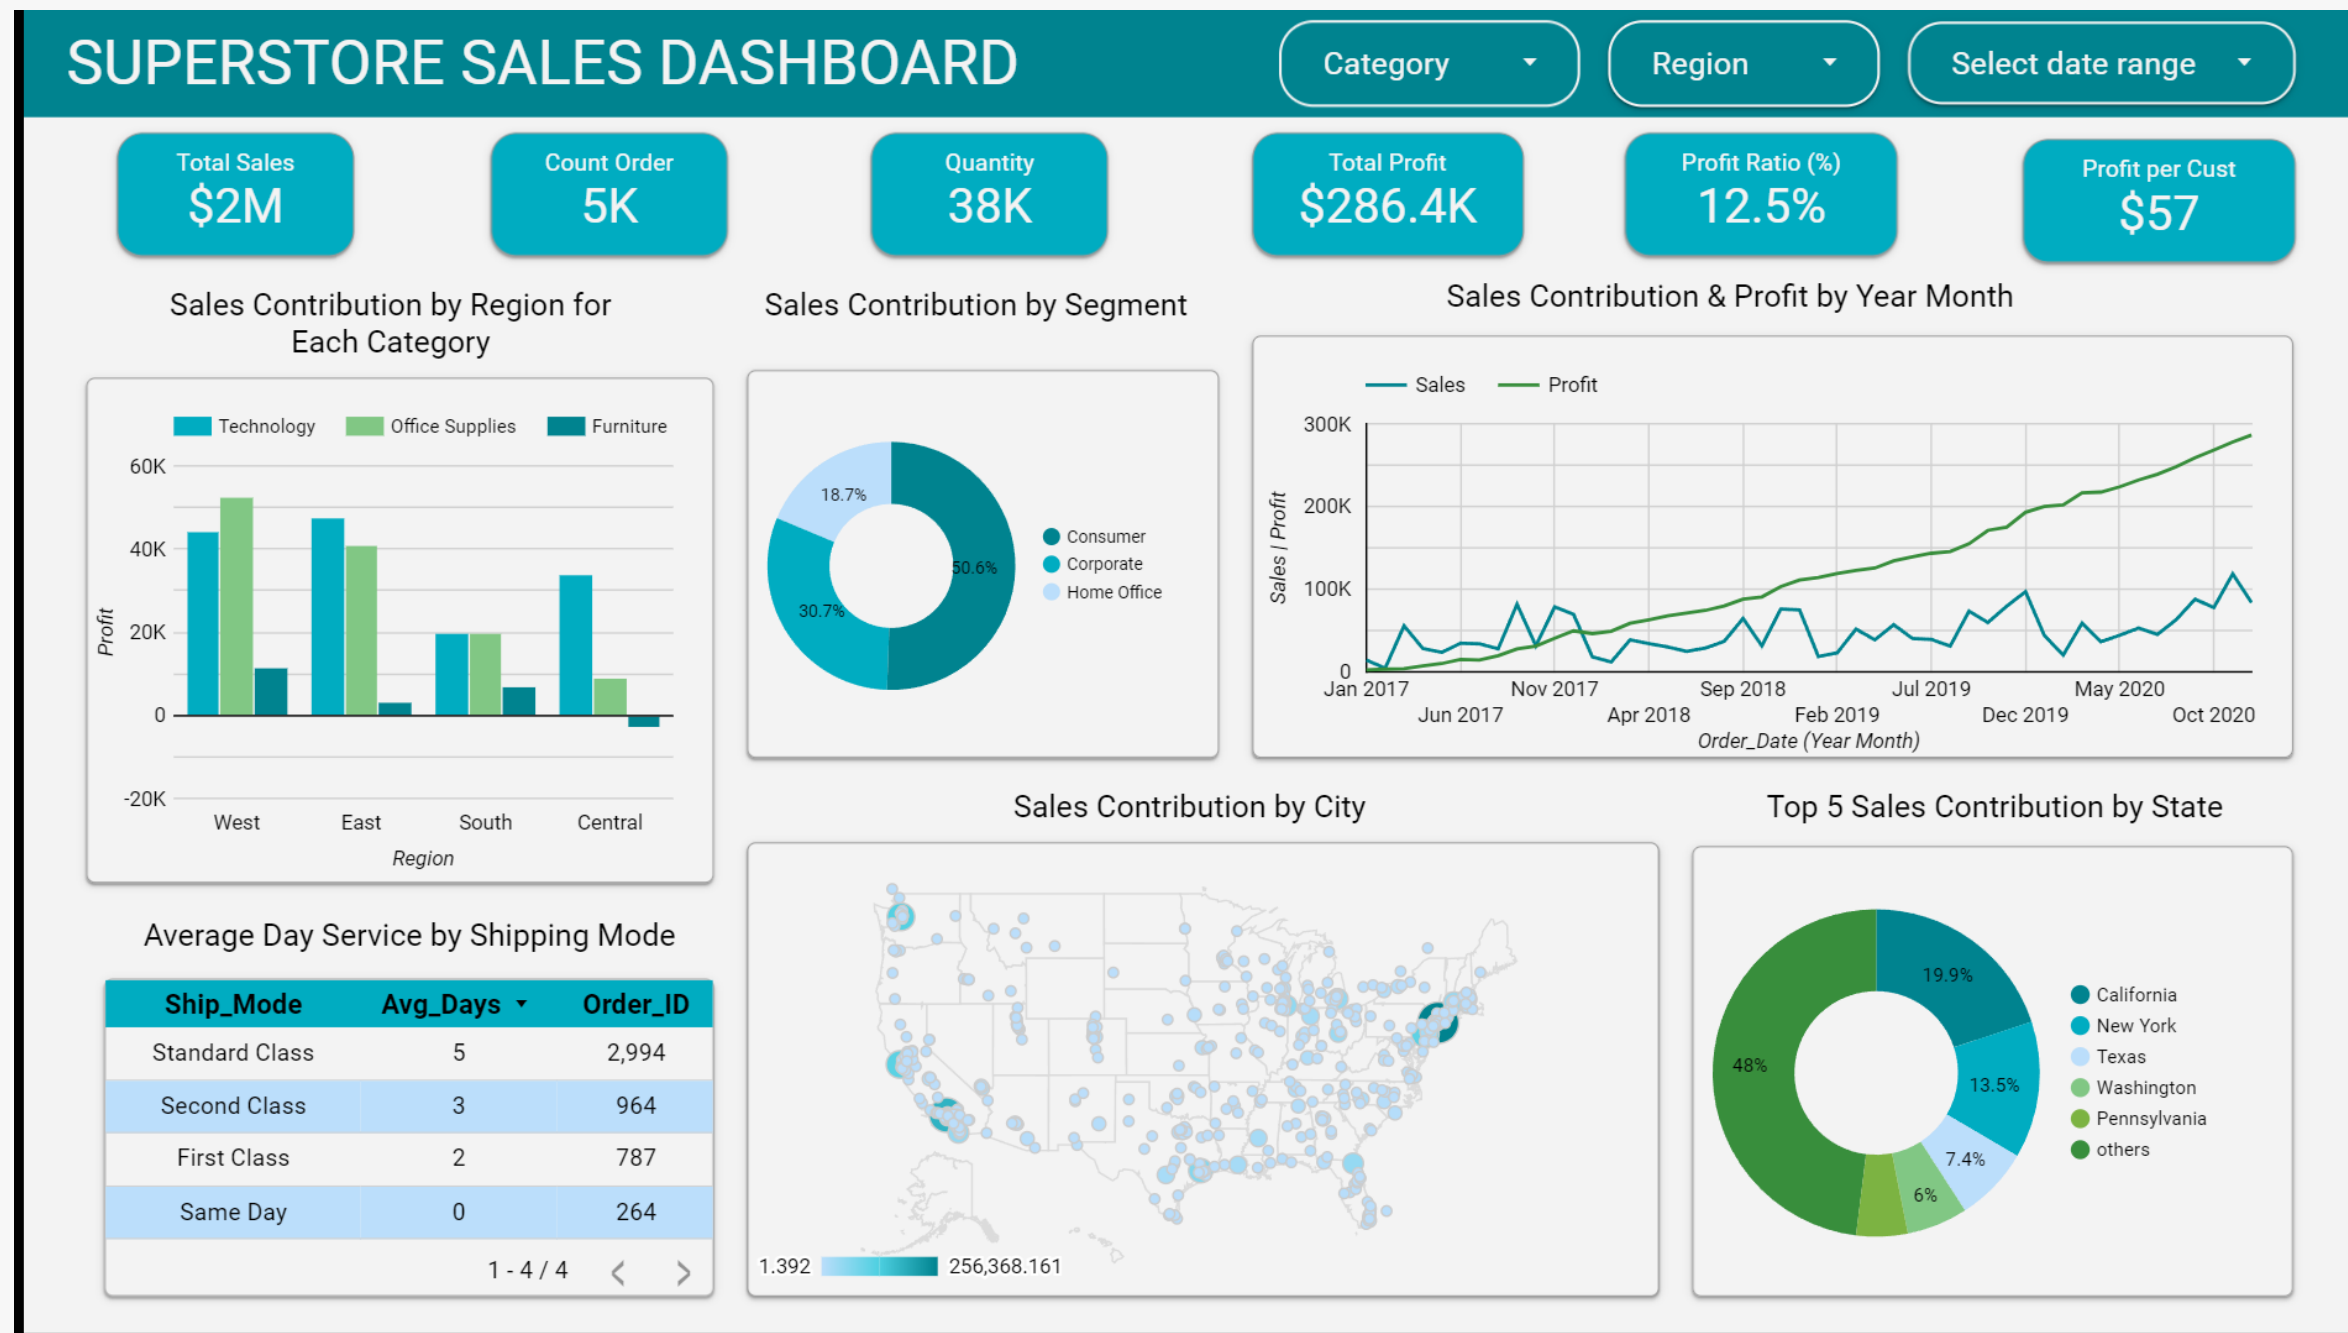 SUPERSTORE SALES DASHBOARD
Category
Region
Select date range
Total Sales
$2M
Count Order
5K
Quantity
38K
Total Profit
$286.4K
Profit Ratio (%)
12.5%
Profit per Cust
$57
Sales Contribution by Region for
Each Category
Technology
Office Supplies
Furniture
60K
40K
20K
0
-20K
Profit
West
East
South
Central
Region
Sales Contribution by Segment
18.7%
50.6%
30.7%
Consumer
Corporate
Home Office
Sales Contribution & Profit by Year Month
Sales
Profit
300K
200K
100K
0
Sales | Profit
Jan 2017
Nov 2017
Sep 2018
Jul 2019
May 2020
Jun 2017
Apr 2018
Feb 2019
Dec 2019
Oct 2020
Order_Date (Year Month)
Average Day Service by Shipping Mode
Ship_Mode Avg_Days Order_ID
Standard Class 5 2,994
Second Class 3 964
First Class 2 787
Same Day 0 264
1 - 4 / 4
Sales Contribution by City
1.392
256,368.161
Top 5 Sales Contribution by State
19.9%
13.5%
7.4%
6%
48%
California
New York
Texas
Washington
Pennsylvania
others